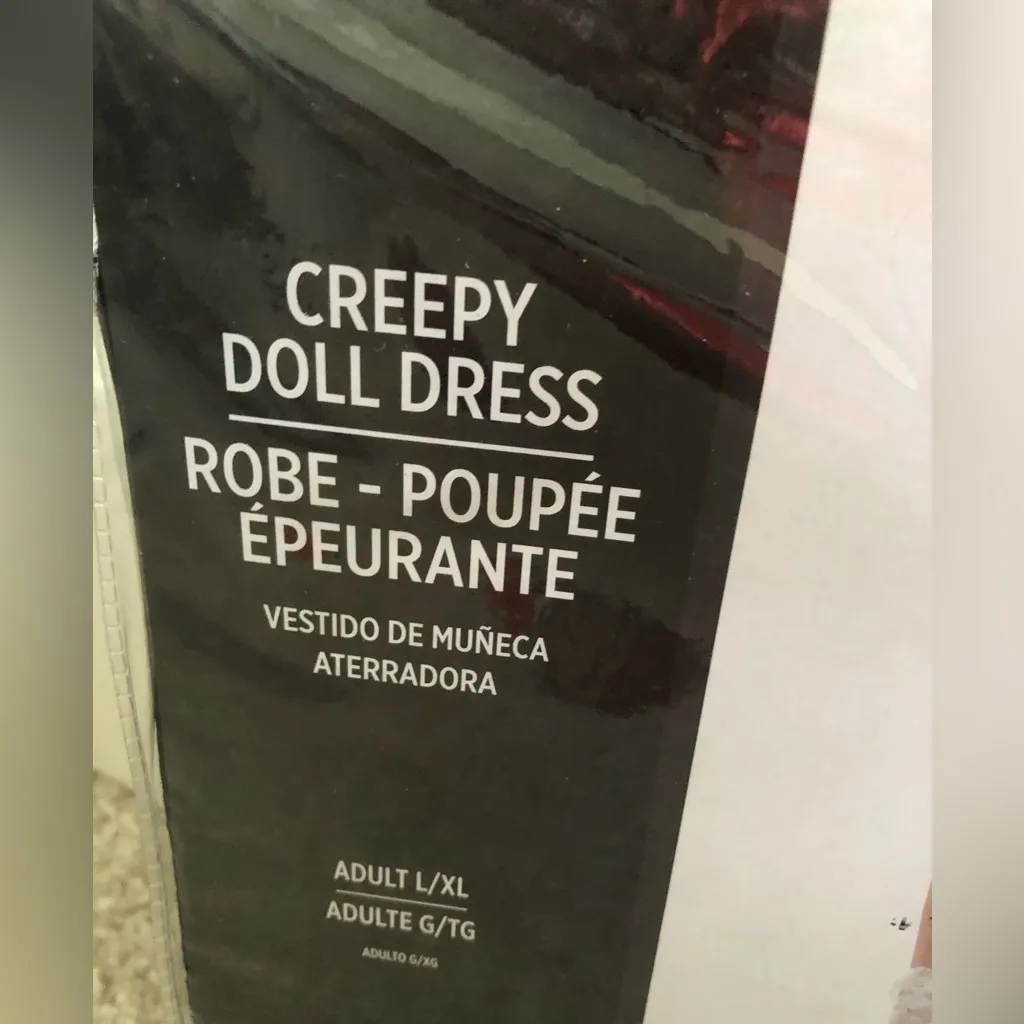 CREEPY
DOLL DRESS
ROBE - POUPÉE
ÉPEURANTE
VESTIDO DE MUÑECA
ATERRADORA
ADULT L/XL
ADULTE G/TG
ADULTO G/XG